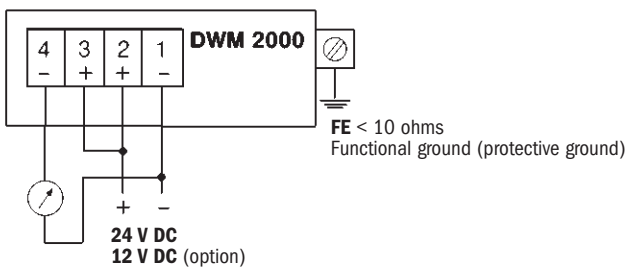 DWM 2000
4 3 2 1
– + + –
FE < 10 ohms
Functional ground (protective ground)
+ –
24 V DC
12 V DC (option)